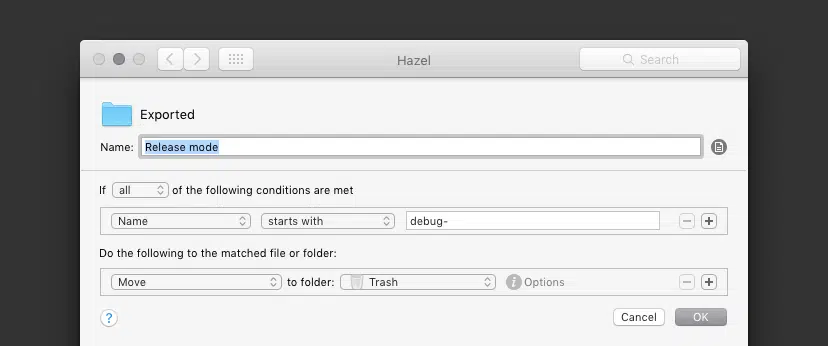 Hazel
Search
Exported
Name: Release mode
If all of the following conditions are met
Name starts with debug-
Do the following to the matched file or folder:
Move to folder: Trash Options
? Cancel OK